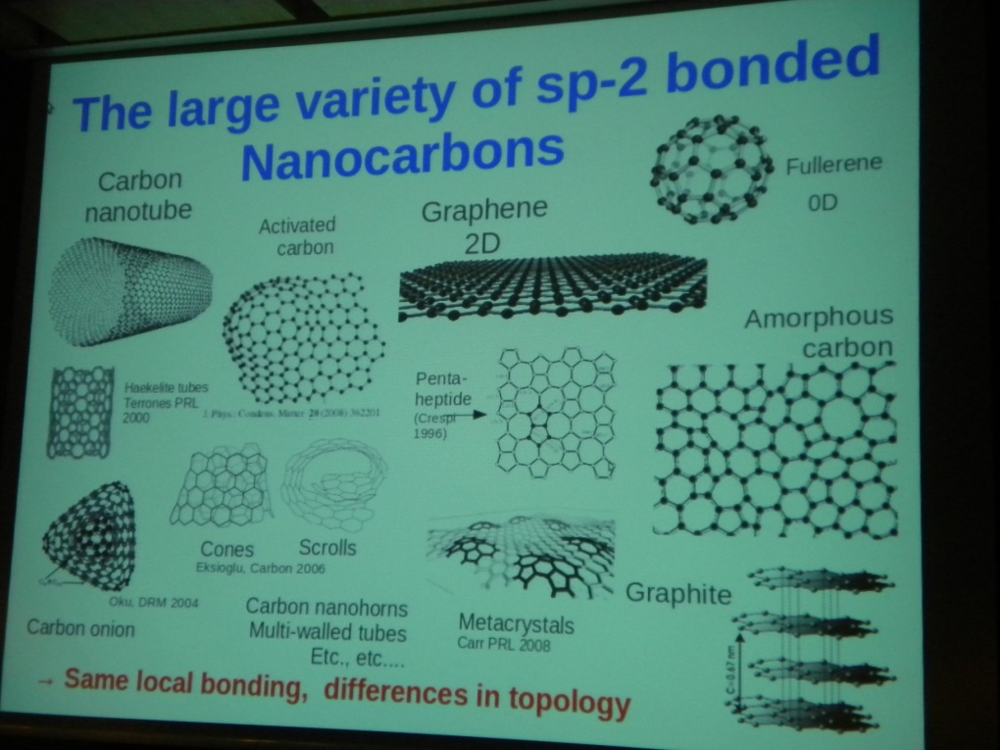 The large variety of sp-2 bonded
Nanocarbons
Carbon
nanotube
Activated
carbon
Graphene
2D
Fullerene
0D
Amorphous
carbon
Haekelite tubes
Terrones PRL
2000
J. Phys.: Condens. Matter 20 (2008) 362201
Penta-
heptide
(Crespi
1996)
Cones
Scrolls
Eksioglu, Carbon 2006
Oku, DRM 2004
Carbon onion
Carbon nanohorns
Multi-walled tubes
Etc., etc....
Metacrystals
Carr PRL 2008
Graphite
C=0.67 nm
→ Same local bonding, differences in topology